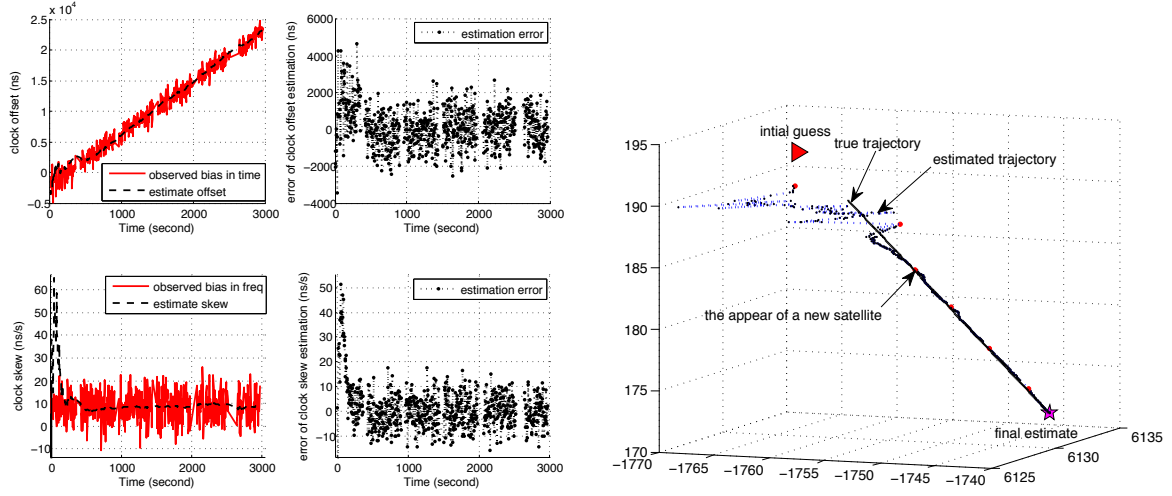 x 10⁴
2.5
2
1.5
1
0.5
0
−0.5
clock offset (ns)
observed bias in time
estimate offset
0 1000 2000 3000
Time (second)
6000
4000
2000
0
−2000
−4000
error of clock offset estimation (ns)
estimation error
0 1000 2000 3000
Time (second)
60
50
40
30
20
10
0
−10
clock skew (ns/s)
observed bias in freq
estimate skew
0 1000 2000 3000
Time (second)
50
40
30
20
10
0
−10
error of clock skew estimation (ns/s)
estimation error
0 1000 2000 3000
Time (second)
195
190
185
180
175
170
intial guess
true trajectory
estimated trajectory
the appear of a new satellite
final estimate
−1770 −1765 −1760 −1755 −1750 −1745 −1740
6125 6130 6135